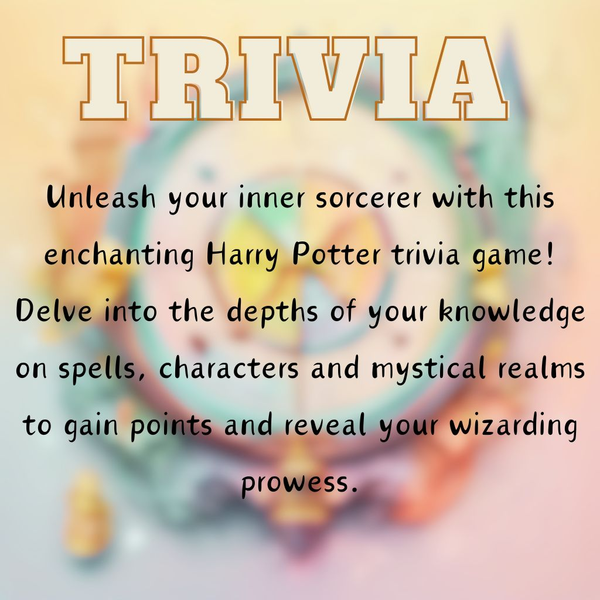 TRIVIA
Unleash your inner sorcerer with this
enchanting Harry Potter trivia game!
Delve into the depths of your knowledge
on spells, characters and mystical realms
to gain points and reveal your wizarding
prowess.